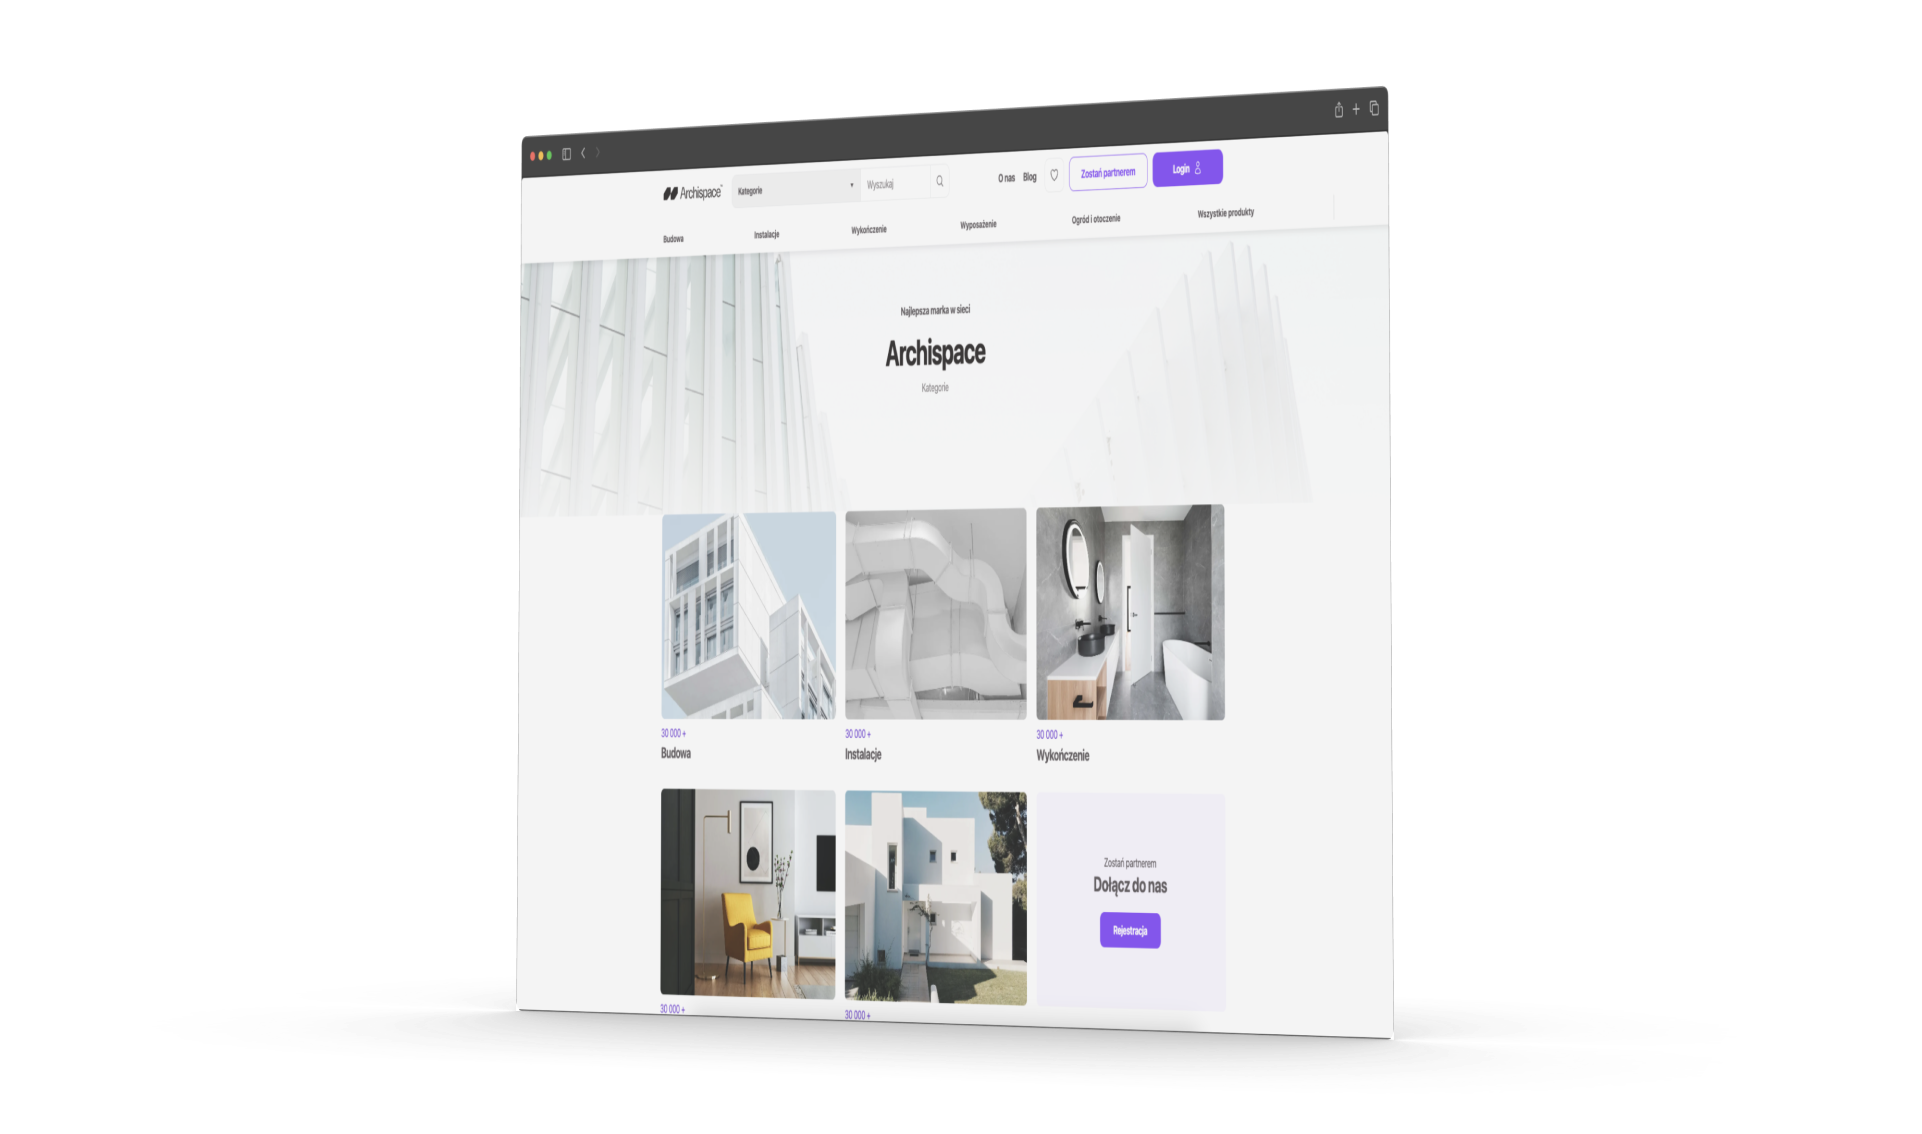 Archispace
Kategorie
Wyszukaj
O nas
Blog
Zostań partnerem
Login
Budowa
Instalacje
Wykończenie
Wyposażenie
Ogród i otoczenie
Wszystkie produkty
Najlepsza marka w sieci
Archispace
Kategorie
30 000 +
Budowa
30 000 +
Instalacje
30 000 +
Wykończenie
Zostań partnerem
Dołącz do nas
Rejestracja
30 000 +
30 000 +